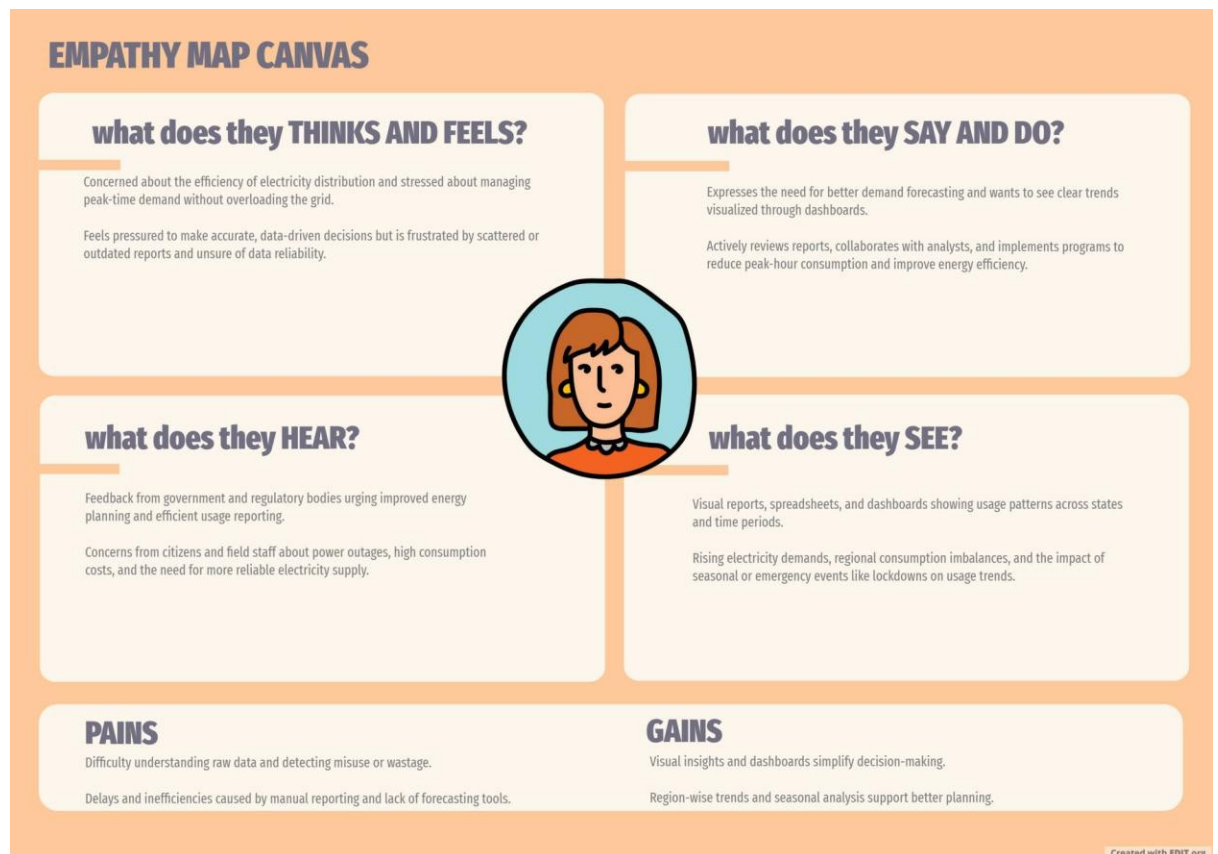 EMPATHY MAP CANVAS
what does they THINKS AND FEELS?
Concerned about the efficiency of electricity distribution and stressed about managing
peak-time demand without overloading the grid.
Feels pressured to make accurate, data-driven decisions but is frustrated by scattered or
outdated reports and unsure of data reliability.
what does they SAY AND DO?
Expresses the need for better demand forecasting and wants to see clear trends
visualized through dashboards.
Actively reviews reports, collaborates with analysts, and implements programs to
reduce peak-hour consumption and improve energy efficiency.
what does they HEAR?
Feedback from government and regulatory bodies urging improved energy
planning and efficient usage reporting.
Concerns from citizens and field staff about power outages, high consumption
costs, and the need for more reliable electricity supply.
what does they SEE?
Visual reports, spreadsheets, and dashboards showing usage patterns across states
and time periods.
Rising electricity demands, regional consumption imbalances, and the impact of
seasonal or emergency events like lockdowns on usage trends.
PAINS
Difficulty understanding raw data and detecting misuse or wastage.
Delays and inefficiencies caused by manual reporting and lack of forecasting tools.
GAINS
Visual insights and dashboards simplify decision-making.
Region-wise trends and seasonal analysis support better planning.
Created with EDIT.org